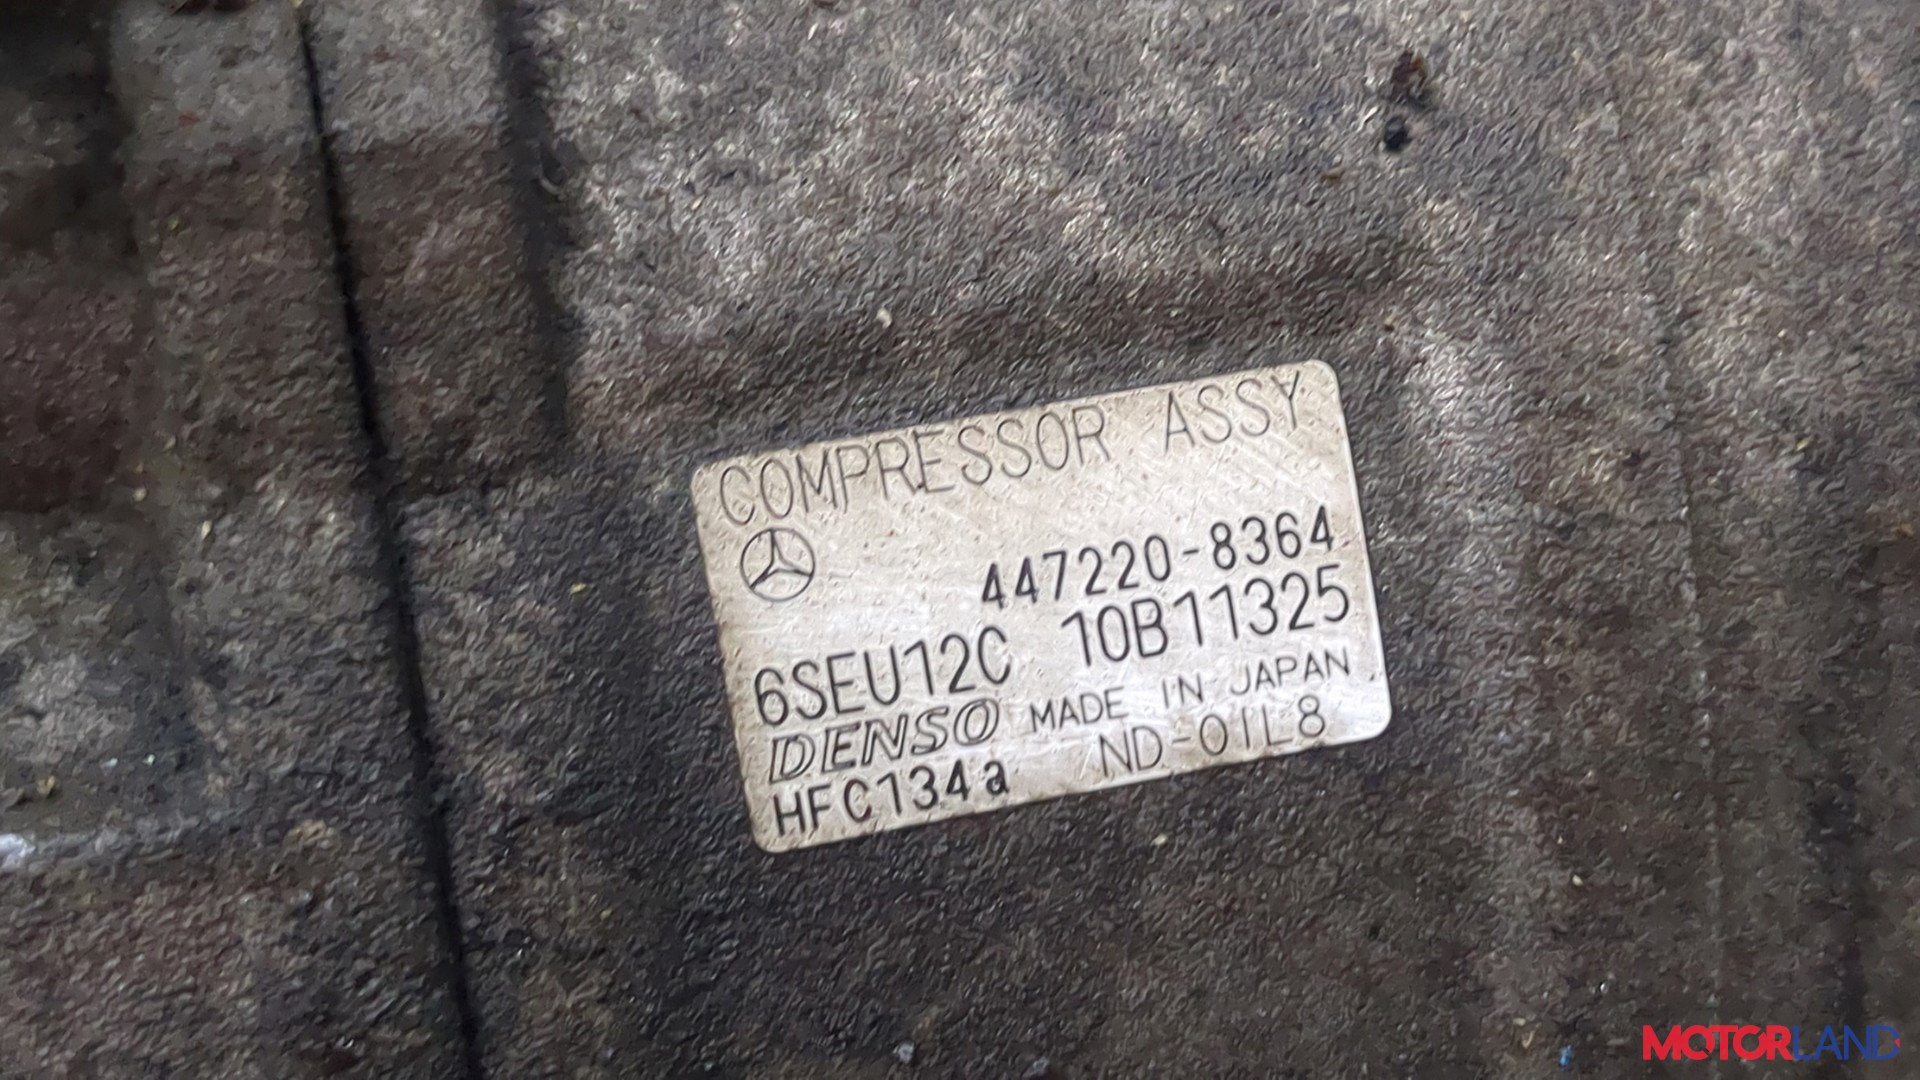 COMPRESSOR ASSY
447220-8364
6SEU12C 10B11325
DENSO MADE IN JAPAN
HFC134a ND-OIL8
MOTORLAND